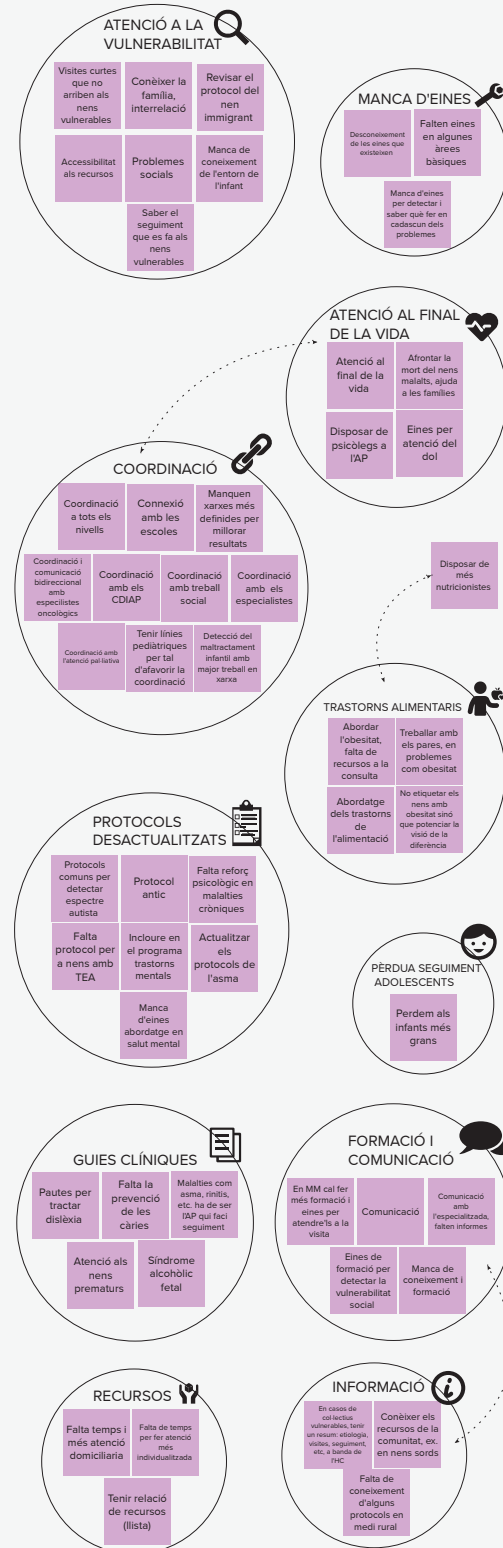 ATENCIÓ A LA
VULNERABILITAT
Visites curtes
que no
arriben als
nens
vulnerables
Conèixer la
família,
interrelació
Revisar el
protocol del
nen
immigrant
Accessibilitat
als recursos
Problemes
socials
Manca de
coneixement
de l'entorn de
l'infant
Saber el
seguiment
que es fa als
nens
vulnerables
MANCA D'EINES
Desconeixement
de les eines que
existeixen
Falten eines
en algunes
àrees
bàsiques
Manca d'eines
per detectar i
saber què fer en
cadascun dels
problemes
ATENCIÓ AL FINAL
DE LA VIDA
Atenció al
final de la
vida
Afrontar la
mort del nens
malalts, ajuda
a les famílies
Disposar de
psicòlegs a
l'AP
Eines per
atenció del
dol
COORDINACIÓ
Coordinació
a tots els
nivells
Connexió
amb les
escoles
Manquen
xarxes més
definides per
millorar
resultats
Coordinació i
comunicació
bidireccional
amb
especilistes
oncològics
Coordinació
amb els
CDIAP
Coordinació
amb treball
social
Coordinació
amb els
especialistes
Coordinació amb
l'atenció pal·liativa
Tenir línies
pediàtriques
per tal
d'afavorir la
coordinació
Detecció del
maltractament
infantil amb
major treball en
xarxa
Disposar de
més
nutricionistes
TRASTORNS ALIMENTARIS
Abordar
l'obesitat,
falta de
recursos a la
consulta
Treballar amb
els pares, en
problemes
com obesitat
Abordatge
dels trastorns
de
l'alimentació
No etiquetar els
nens amb
obesitat sinó
que potenciar la
visió de la
diferència
PROTOCOLS
DESACTUALITZATS
Protocols
comuns per
detectar
espectre
autista
Protocol
antic
Falta reforç
psicològic en
malalties
cròniques
Falta
protocol per
a nens amb
TEA
Incloure en
el programa
trastorns
mentals
Actualitzar
els
protocols de
l'asma
Manca
d'eines
abordatge en
salut mental
PÈRDUA SEGUIMENT
ADOLESCENTS
Perdem als
infants més
grans
GUIES CLÍNIQUES
Pautes per
tractar
dislèxia
Falta la
prevenció
de les
càries
Malalties com
asma, rinitis,
etc. ha de ser
l'AP qui faci
seguiment
Atenció als
nens
prematurs
Síndrome
alcohòlic
fetal
FORMACIÓ I
COMUNICACIÓ
En MM cal fer
més formació i
eines per
atendre'ls a la
visita
Comunicació
Comunicació
amb
l'especialitzada,
falten informes
Eines de
formació per
detectar la
vulnerabilitat
social
Manca de
coneixement i
formació
RECURSOS
Falta temps i
més atenció
domiciliaria
Falta de temps
per fer atenció
més
individualitzada
Tenir relació
de recursos
(llista)
INFORMACIÓ
En casos de
col·lectius
vulnerables, tenir
un resum: etiologia,
visites, seguiment,
etc, a banda de
l'HC
Conèixer els
recursos de la
comunitat, ex.
en nens sords
Falta de
coneixement
d'alguns
protocols en
medi rural